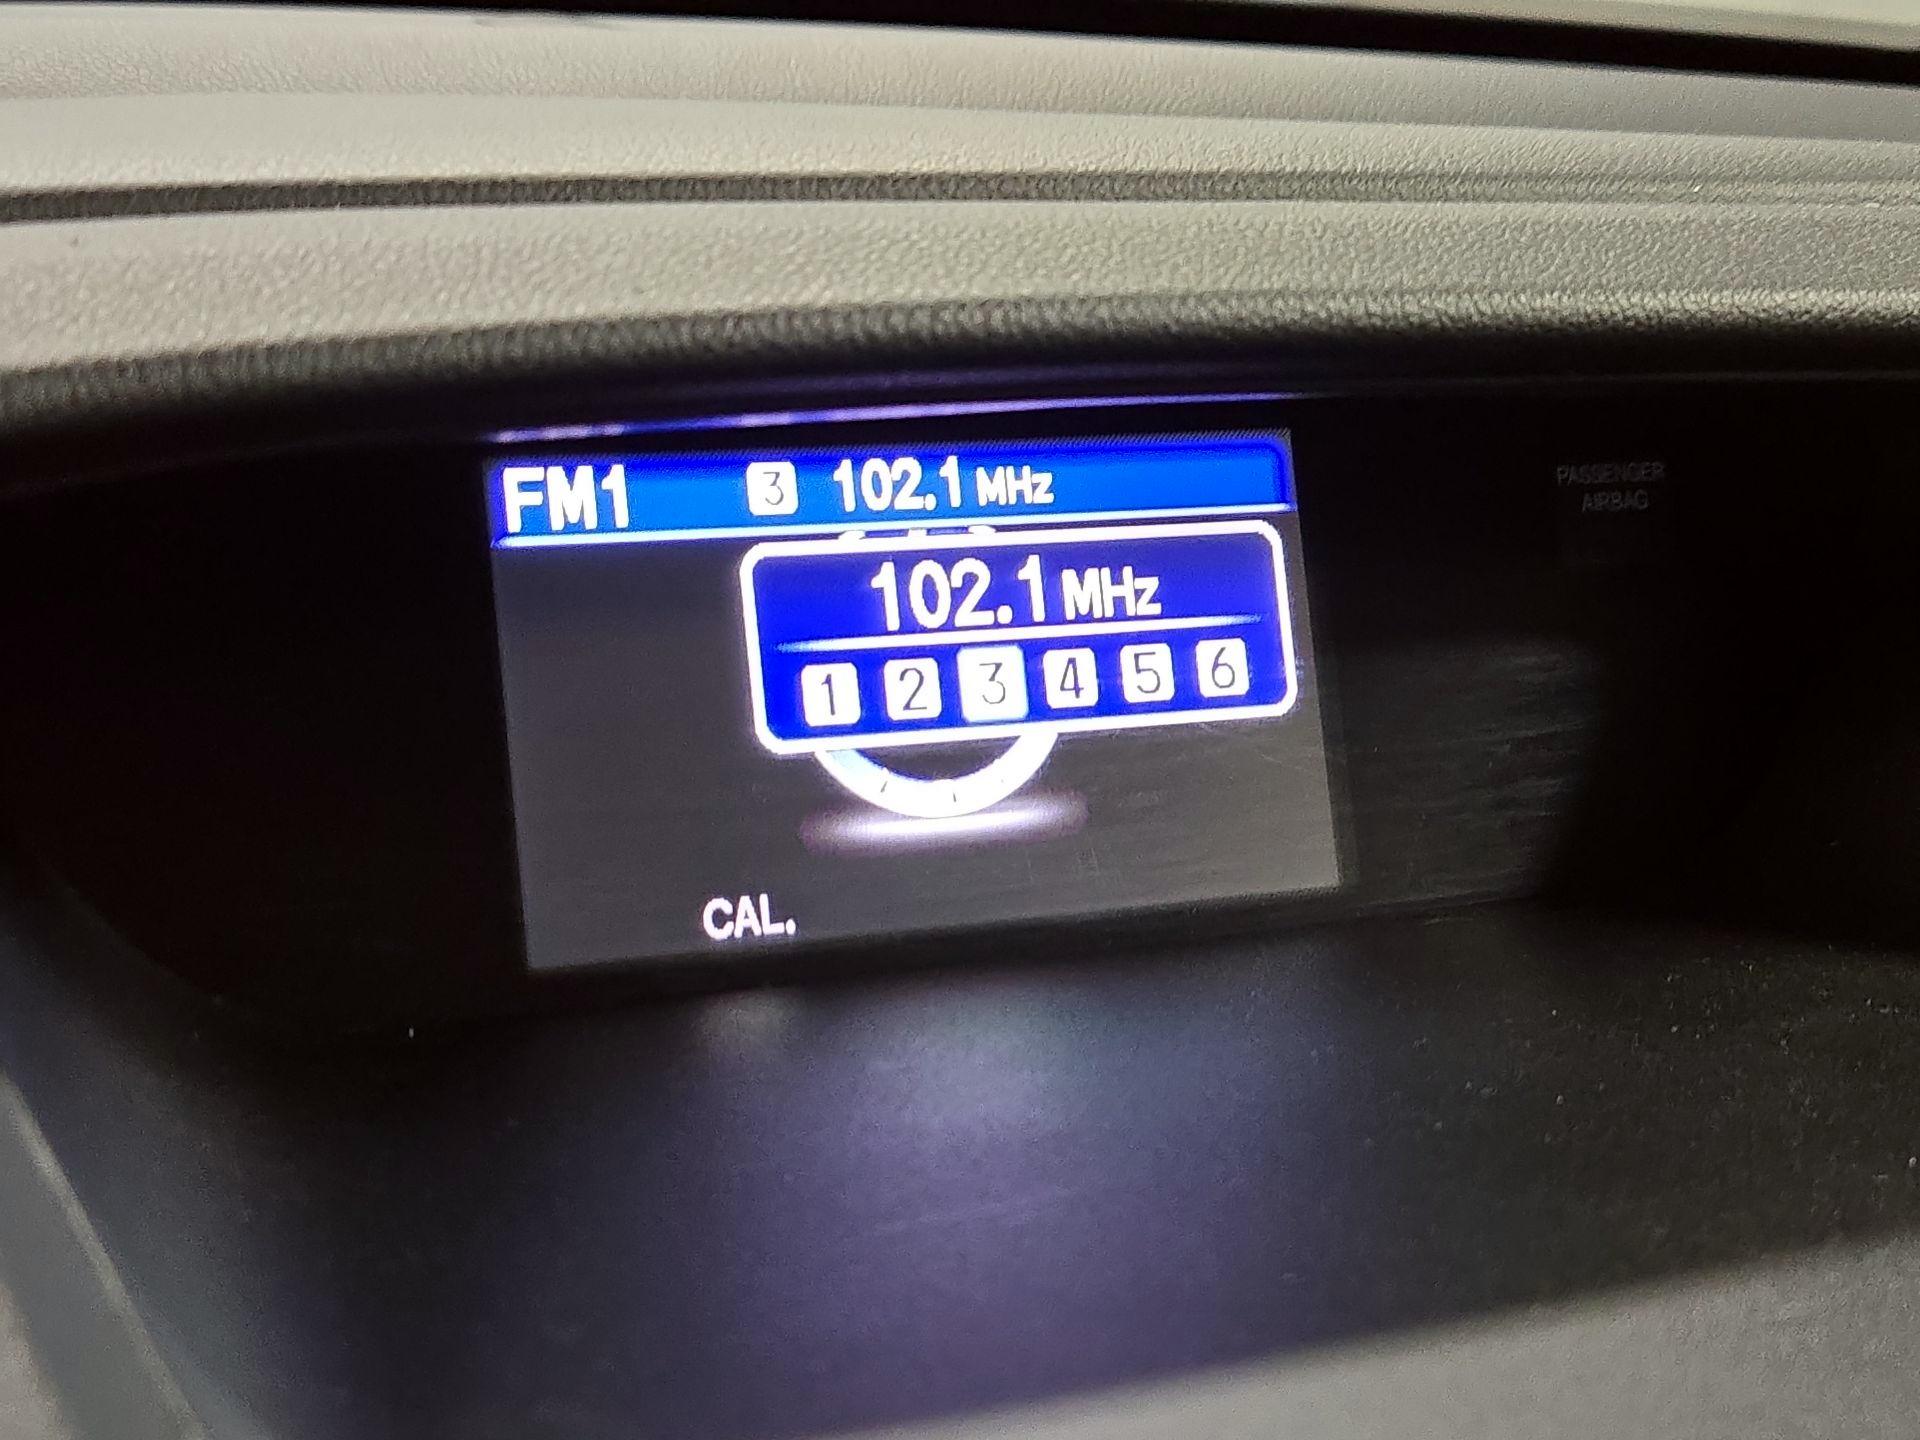 FM1 3 102.1 MHz
102.1 MHz
1 2 3 4 5 6
CAL.
PASSENGER
AIRBAG